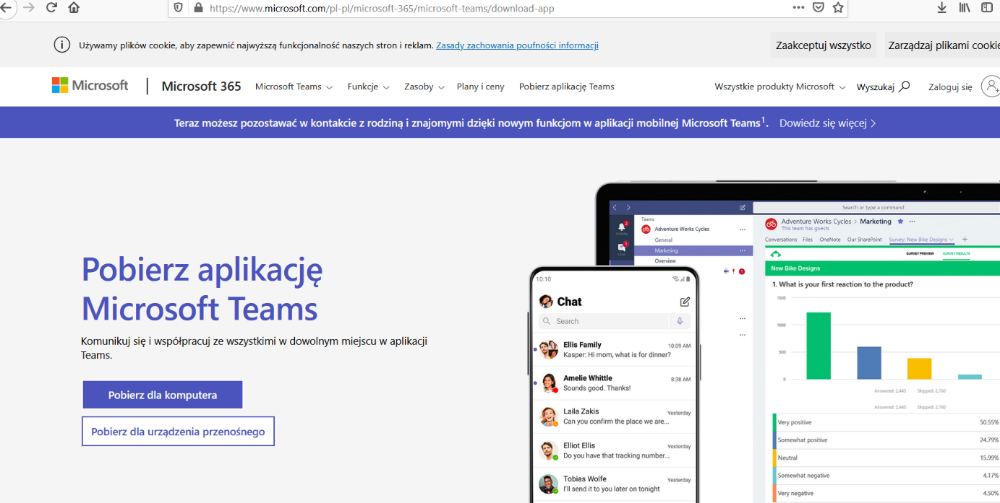 https://www.microsoft.com/pl-pl/microsoft-365/microsoft-teams/download-app
Używamy plików cookie, aby zapewnić najwyższą funkcjonalność naszych stron i reklam. Zasady zachowania poufności informacji
Zaakceptuj wszystko
Zarządzaj plikami cookie
Microsoft
Microsoft 365
Microsoft Teams
Funkcje
Zasoby
Plany i ceny
Pobierz aplikację Teams
Wszystkie produkty Microsoft
Wyszukaj
Zaloguj się
Teraz możesz pozostawać w kontakcie z rodziną i znajomymi dzięki nowym funkcjom w aplikacji mobilnej Microsoft Teams1. Dowiedz się więcej
Pobierz aplikację
Microsoft Teams
Komunikuj się i współpracuj ze wszystkimi w dowolnym miejscu w aplikacji
Teams.
Pobierz dla komputera
Pobierz dla urządzenia przenośnego
10:10
Chat
Search
Ellis Family 10:09 AM
Kasper: Hi mom, what is for dinner?
Amelie Whittle 8:38 AM
Sounds good. Thanks!
Laila Zakis Yesterday
Can you confirm the place we are...
Elliot Ellis Yesterday
Do you have that tracking number...
Tobias Wolfe Yesterday
I'll send it to you later on tonight
Search or type a command
Activity
2
Chat
1
Teams
Adventure Works Cycles
General
Marketing
Overview
! 1
Adventure Works Cycles > Marketing
This team has guests
Conversations Files OneNote Our SharePoint Survey: New Bike Designs
SURVEY PREVIEW SURVEY RESULTS
New Bike Designs
1. What is your first reaction to the product?
1500
1000
500
0
Answered: 2,445 Skipped: 2,760
Answered: 2,445 Skipped: 2,760
Very positive 50.55%
Somewhat positive 24.79%
Neutral 15.99%
Somewhat negative 4.17%
Very negative 4.50%